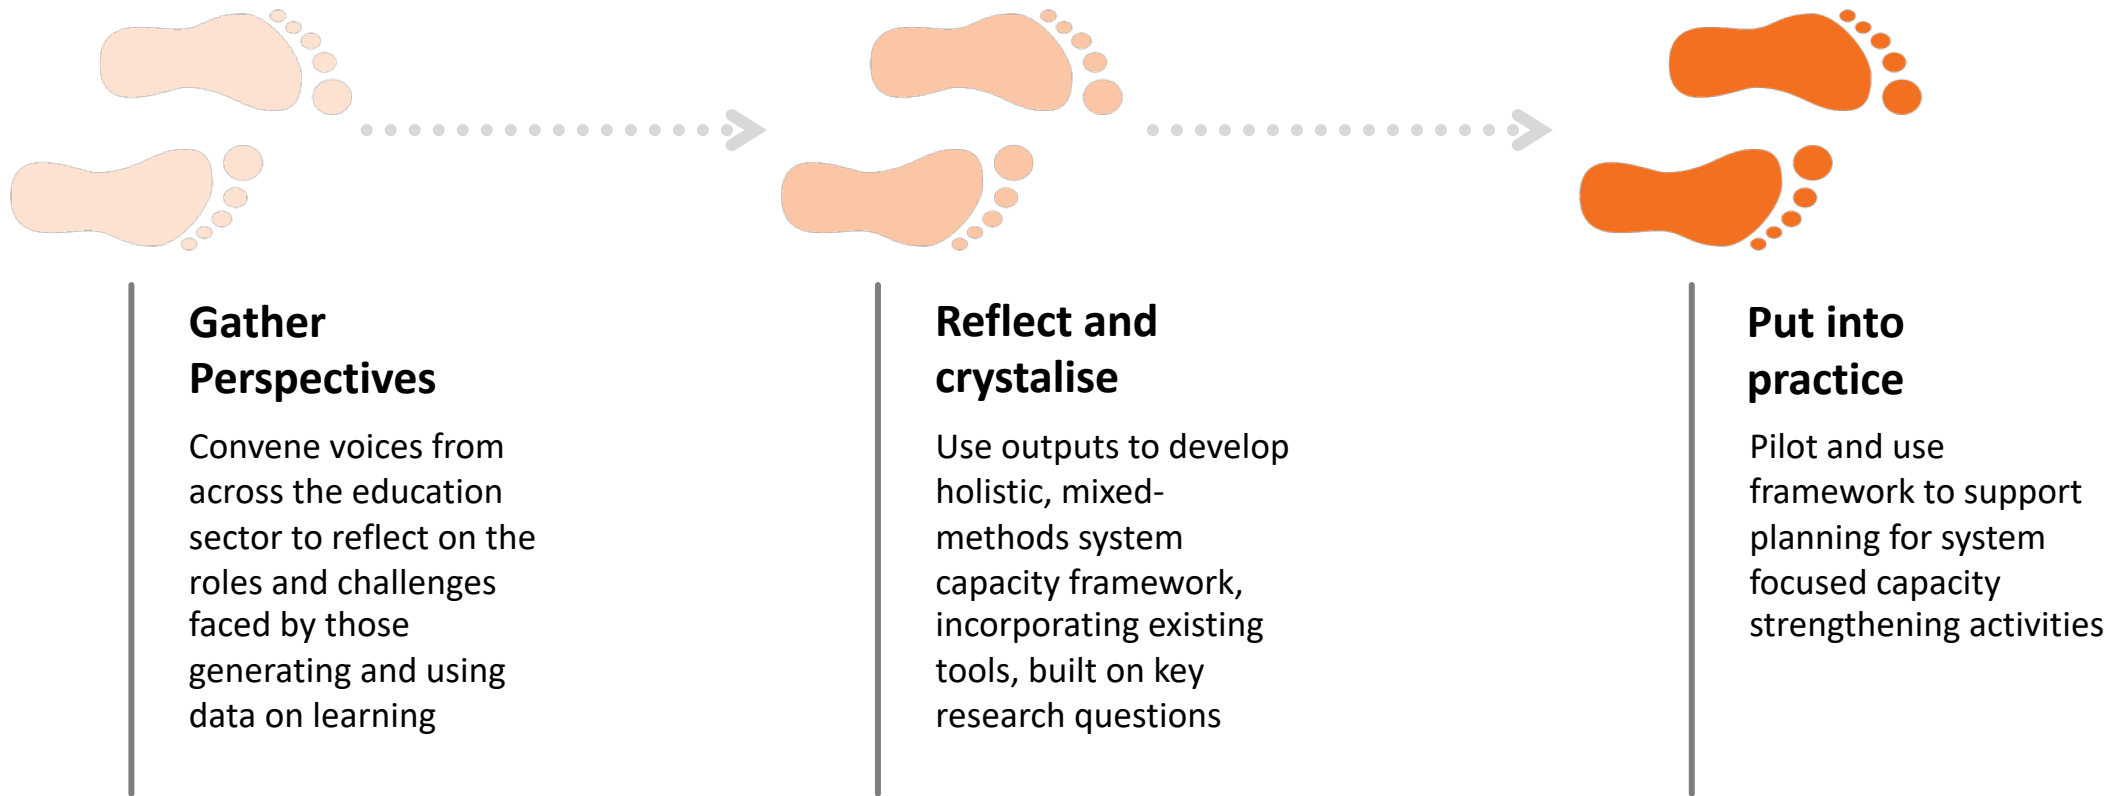 Gather
Perspectives
Convene voices from
across the education
sector to reflect on the
roles and challenges
faced by those
generating and using
data on learning
Reflect and
crystalise
Use outputs to develop
holistic, mixed-
methods system
capacity framework,
incorporating existing
tools, built on key
research questions
Put into
practice
Pilot and use
framework to support
planning for system
focused capacity
strengthening activities